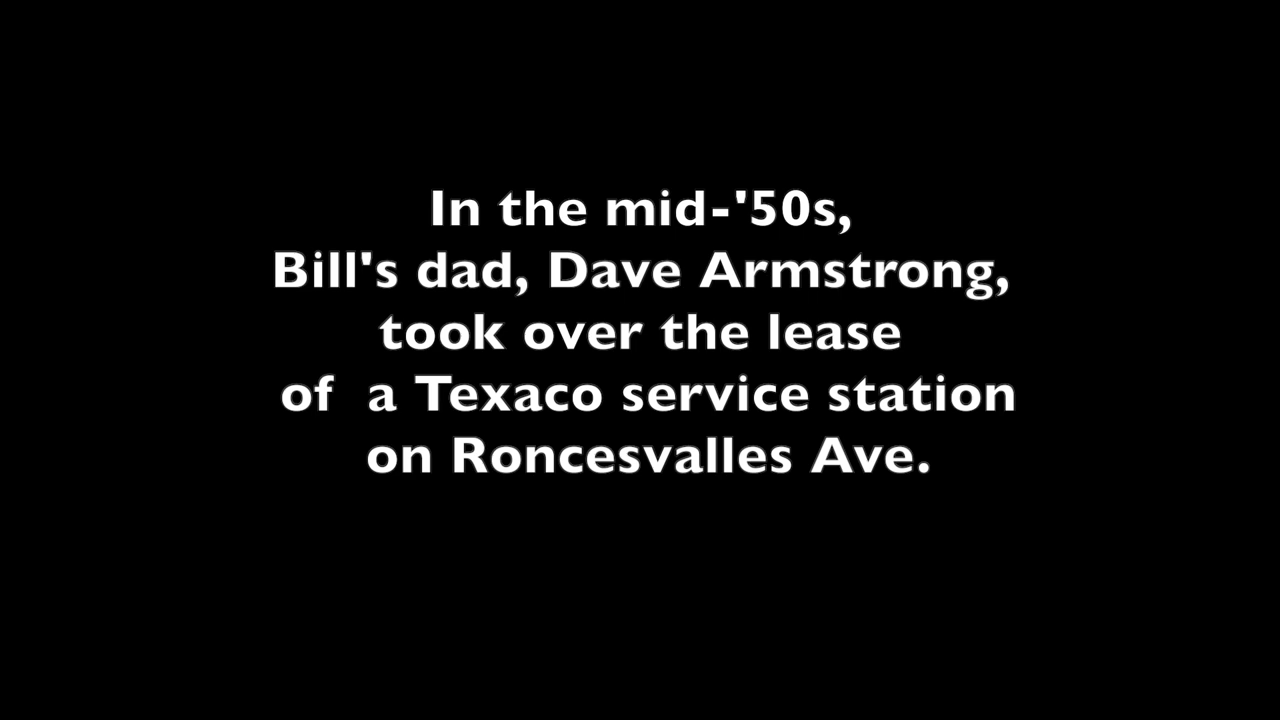 In the mid-'50s,
Bill's dad, Dave Armstrong,
took over the lease
of  a Texaco service station
on Roncesvalles Ave.